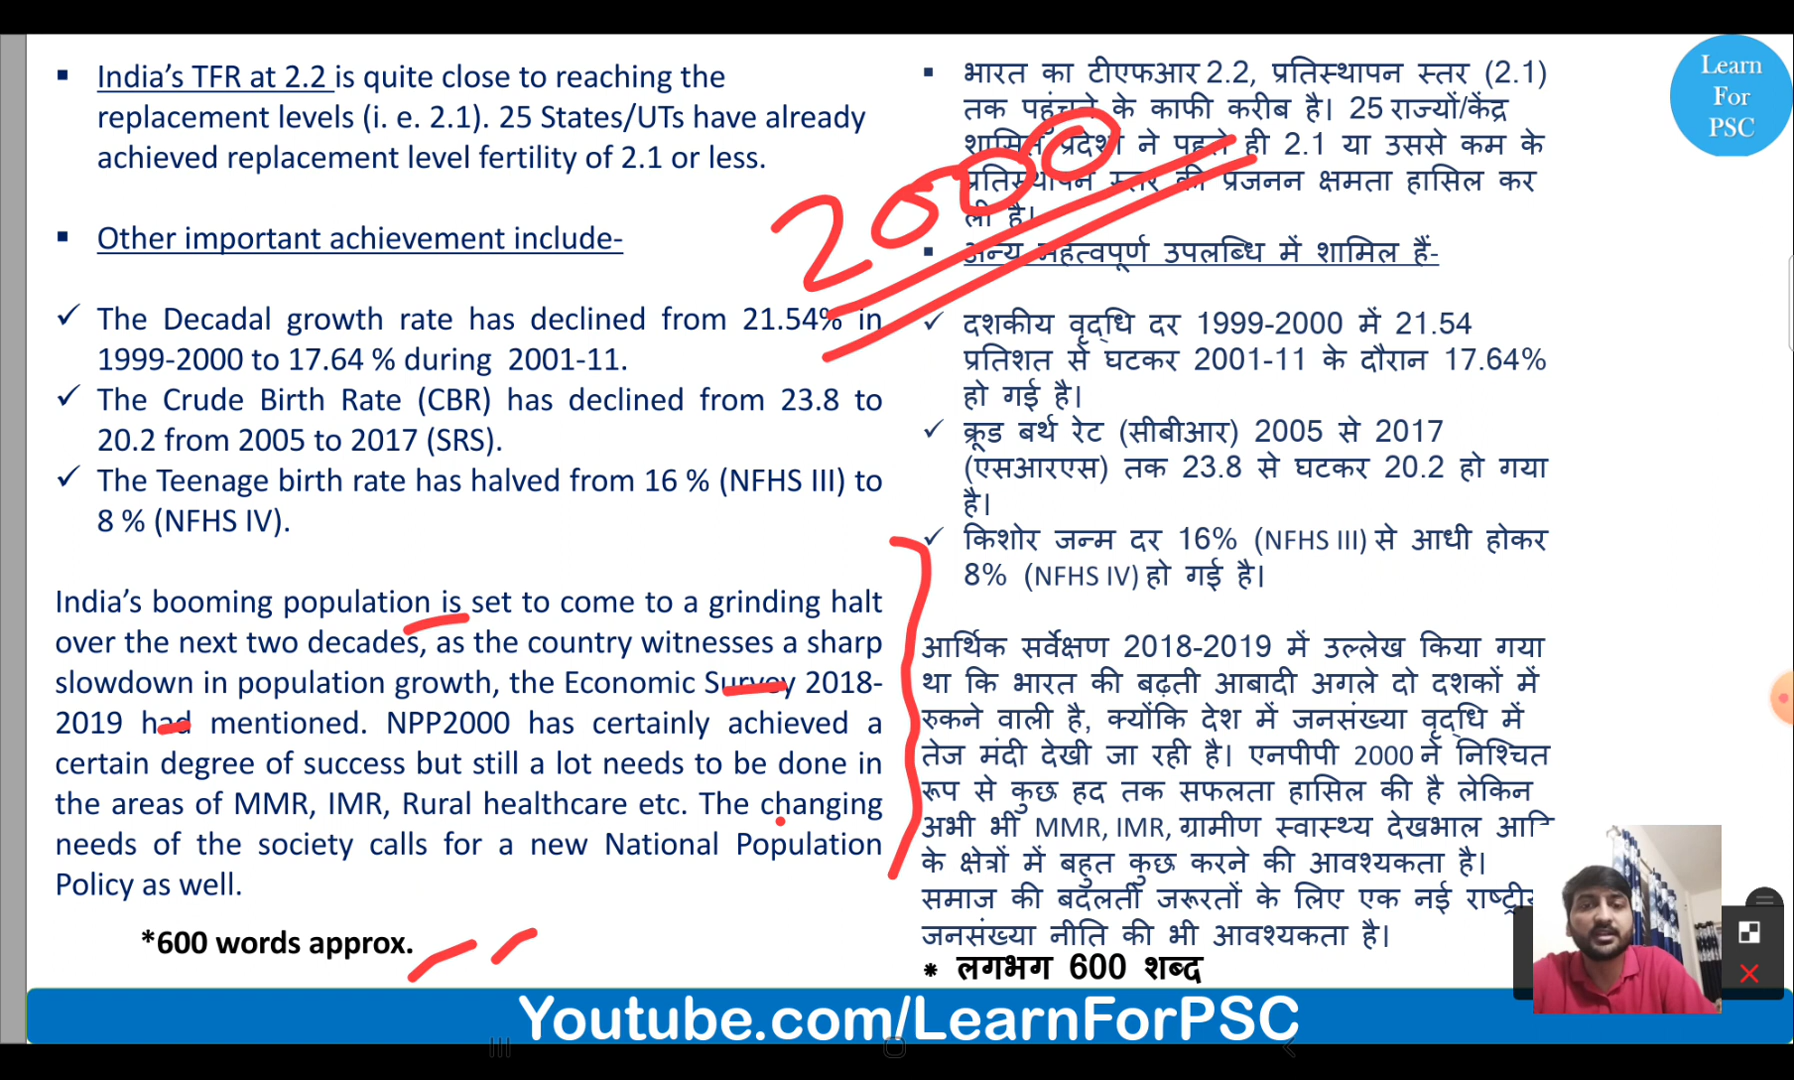 ▪ India’s TFR at 2.2 is quite close to reaching the
replacement levels (i. e. 2.1). 25 States/UTs have already
achieved replacement level fertility of 2.1 or less.
▪ Other important achievement include-
✓ The Decadal growth rate has declined from 21.54% in
1999-2000 to 17.64 % during 2001-11.
✓ The Crude Birth Rate (CBR) has declined from 23.8 to
20.2 from 2005 to 2017 (SRS).
✓ The Teenage birth rate has halved from 16 % (NFHS III) to
8 % (NFHS IV).
India’s booming population is set to come to a grinding halt
over the next two decades, as the country witnesses a sharp
slowdown in population growth, the Economic Survey 2018-
2019 had mentioned. NPP2000 has certainly achieved a
certain degree of success but still a lot needs to be done in
the areas of MMR, IMR, Rural healthcare etc. The changing
needs of the society calls for a new National Population
Policy as well.
*600 words approx.
2000
▪ भारत का टीएफआर 2.2, प्रतिस्थापन स्तर (2.1)
तक पहुंचने के काफी करीब है। 25 राज्यों/केंद्र
शासित प्रदेशों ने पहले ही 2.1 या उससे कम के
प्रतिस्थापन स्तर की प्रजनन क्षमता हासिल कर
ली है।
▪ अन्य महत्वपूर्ण उपलब्धि में शामिल हैं-
✓ दशकीय वृद्धि दर 1999-2000 में 21.54
प्रतिशत से घटकर 2001-11 के दौरान 17.64%
हो गई है।
✓ क्रूड बर्थ रेट (सीबीआर) 2005 से 2017
(एसआरएस) तक 23.8 से घटकर 20.2 हो गया
है।
✓ किशोर जन्म दर 16% (NFHS III) से आधी होकर
8% (NFHS IV) हो गई है।
आर्थिक सर्वेक्षण 2018-2019 में उल्लेख किया गया
था कि भारत की बढ़ती आबादी अगले दो दशकों में
रुकने वाली है, क्योंकि देश में जनसंख्या वृद्धि में
तेज मंदी देखी जा रही है। एनपीपी 2000 ने निश्चित
रूप से कुछ हद तक सफलता हासिल की है लेकिन
अभी भी MMR, IMR, ग्रामीण स्वास्थ्य देखभाल आदि
के क्षेत्रों में बहुत कुछ करने की आवश्यकता है।
समाज की बदलती जरूरतों के लिए एक नई राष्ट्रीय
जनसंख्या नीति की भी आवश्यकता है।
* लगभग 600 शब्द
Learn
For
PSC
Youtube.com/LearnForPSC